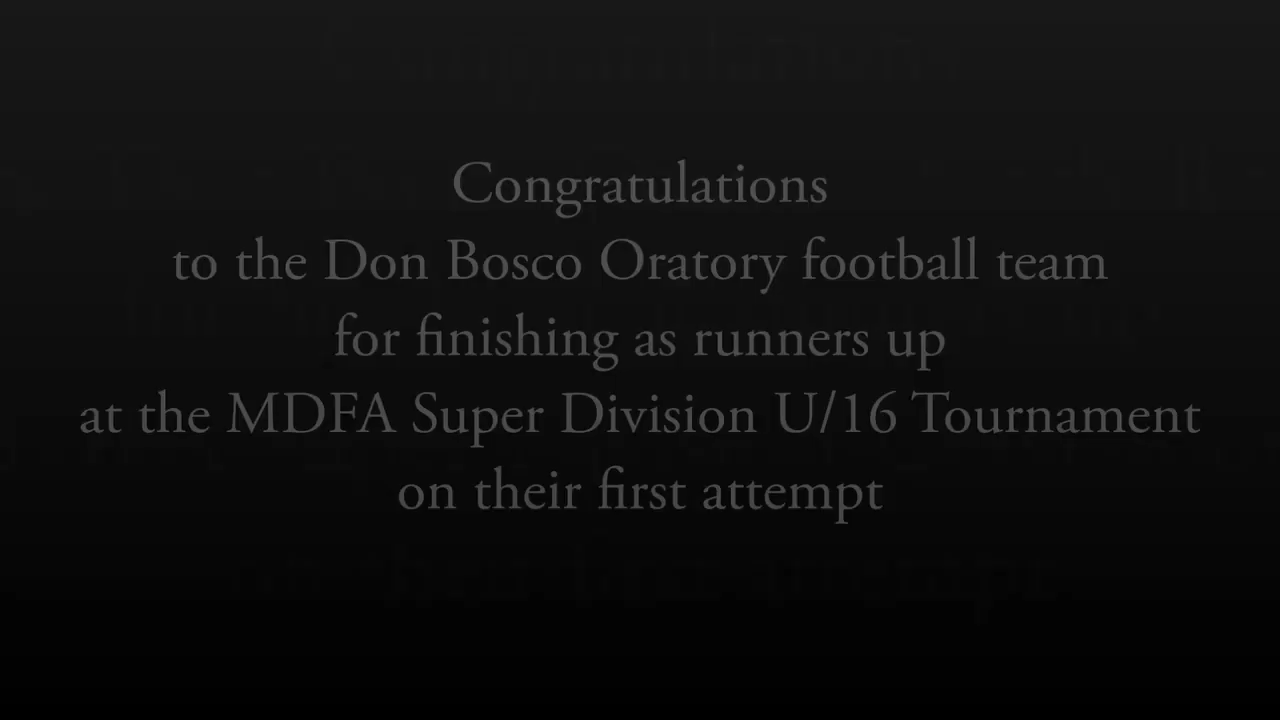 Congratulations
to the Don Bosco Oratory football team
for finishing as runners up
at the MDFA Super Division U/16 Tournament
on their first attempt